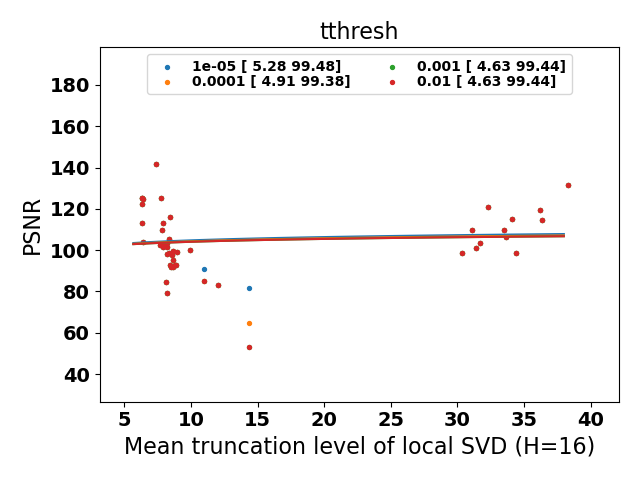 tthresh
1e-05 [ 5.28 99.48]
0.0001 [ 4.91 99.38]
0.001 [ 4.63 99.44]
0.01 [ 4.63 99.44]
PSNR
180
160
140
120
100
80
60
40
5 10 15 20 25 30 35 40
Mean truncation level of local SVD (H=16)